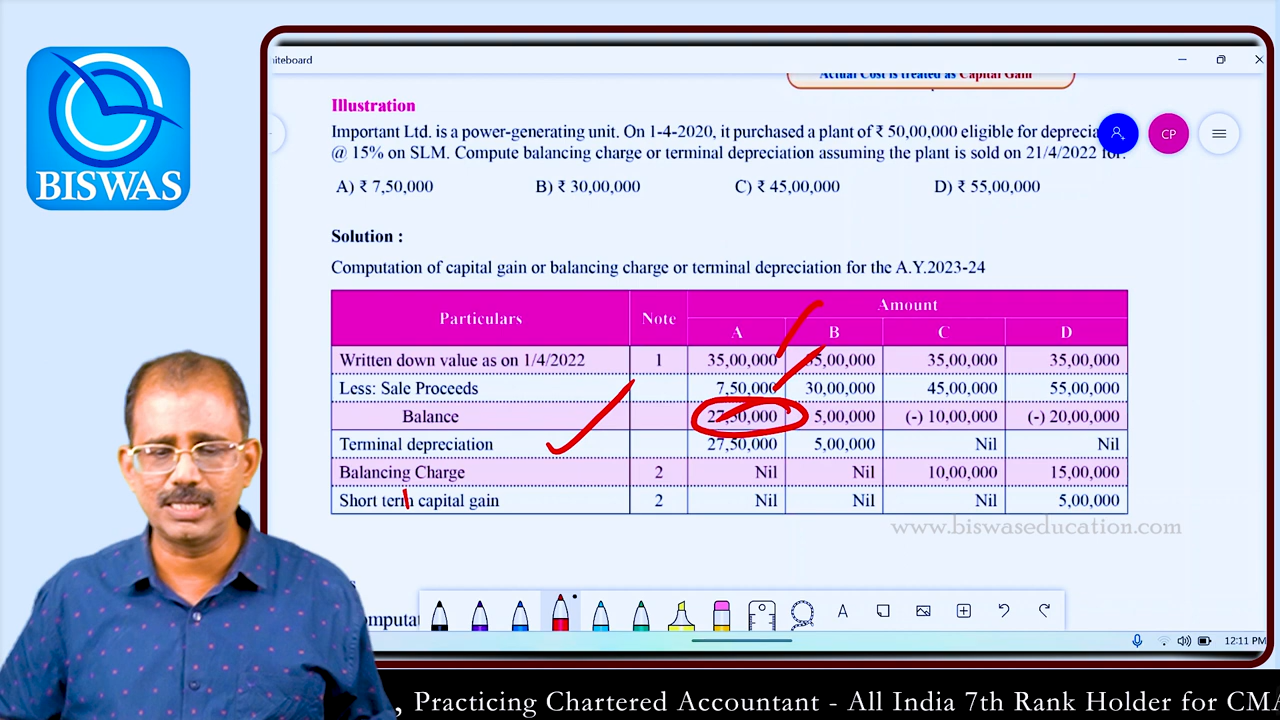 BISWAS
iteboard
Actual Cost is treated as Capital Gain
Illustration
Important Ltd. is a power-generating unit. On 1-4-2020, it purchased a plant of ₹ 50,00,000 eligible for deprecia
@ 15% on SLM. Compute balancing charge or terminal depreciation assuming the plant is sold on 21/4/2022 for:
A) ₹ 7,50,000 B) ₹ 30,00,000 C) ₹ 45,00,000 D) ₹ 55,00,000
CP
Solution :
Computation of capital gain or balancing charge or terminal depreciation for the A.Y.2023-24
Particulars Note Amount
A B C D
Written down value as on 1/4/2022 1 35,00,000 35,00,000 35,00,000 35,00,000
Less: Sale Proceeds 7,50,000 30,00,000 45,00,000 55,00,000
Balance 27,50,000 5,00,000 (-) 10,00,000 (-) 20,00,000
Terminal depreciation 27,50,000 5,00,000 Nil Nil
Balancing Charge 2 Nil Nil 10,00,000 15,00,000
Short term capital gain 2 Nil Nil Nil 5,00,000
www.biswaseducation.com
omputat
A
12:11 PM
, Practicing Chartered Accountant - All India 7th Rank Holder for CMA